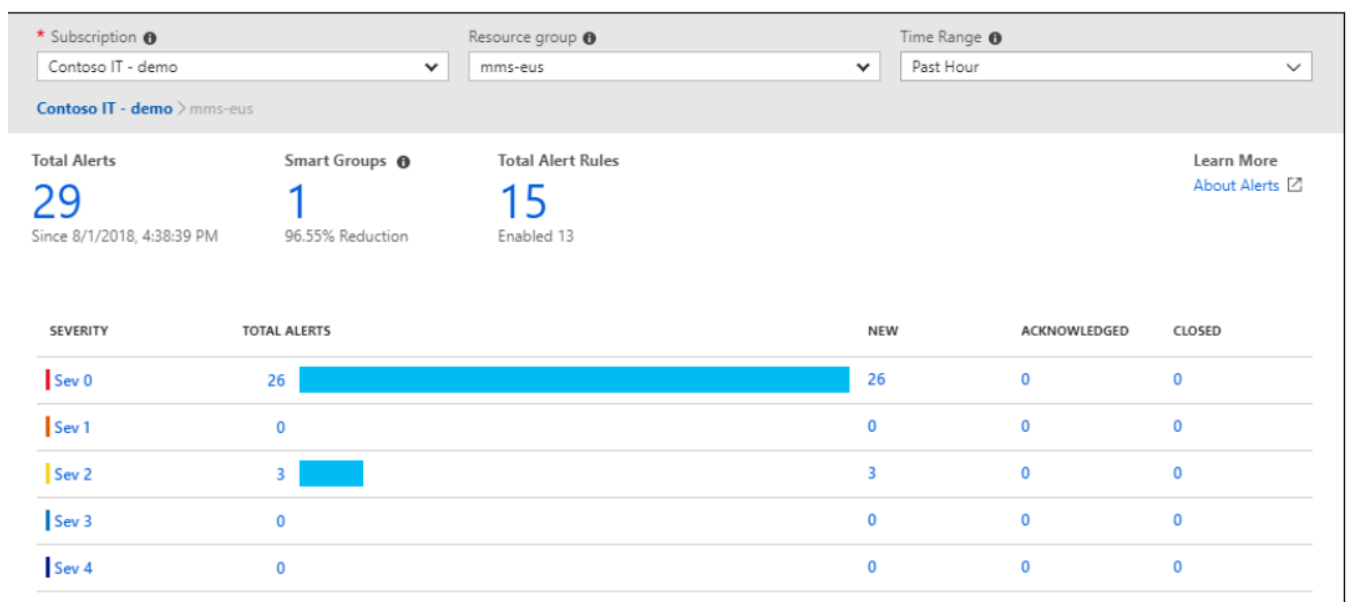 * Subscription Resource group Time Range
Contoso IT - demo mms-eus Past Hour
Contoso IT - demo > mms-eus
Total Alerts Smart Groups Total Alert Rules Learn More
29 1 15 About Alerts
Since 8/1/2018, 4:38:39 PM 96.55% Reduction Enabled 13
SEVERITY TOTAL ALERTS NEW ACKNOWLEDGED CLOSED
Sev 0 26 26 0 0
Sev 1 0 0 0 0
Sev 2 3 3 0 0
Sev 3 0 0 0 0
Sev 4 0 0 0 0